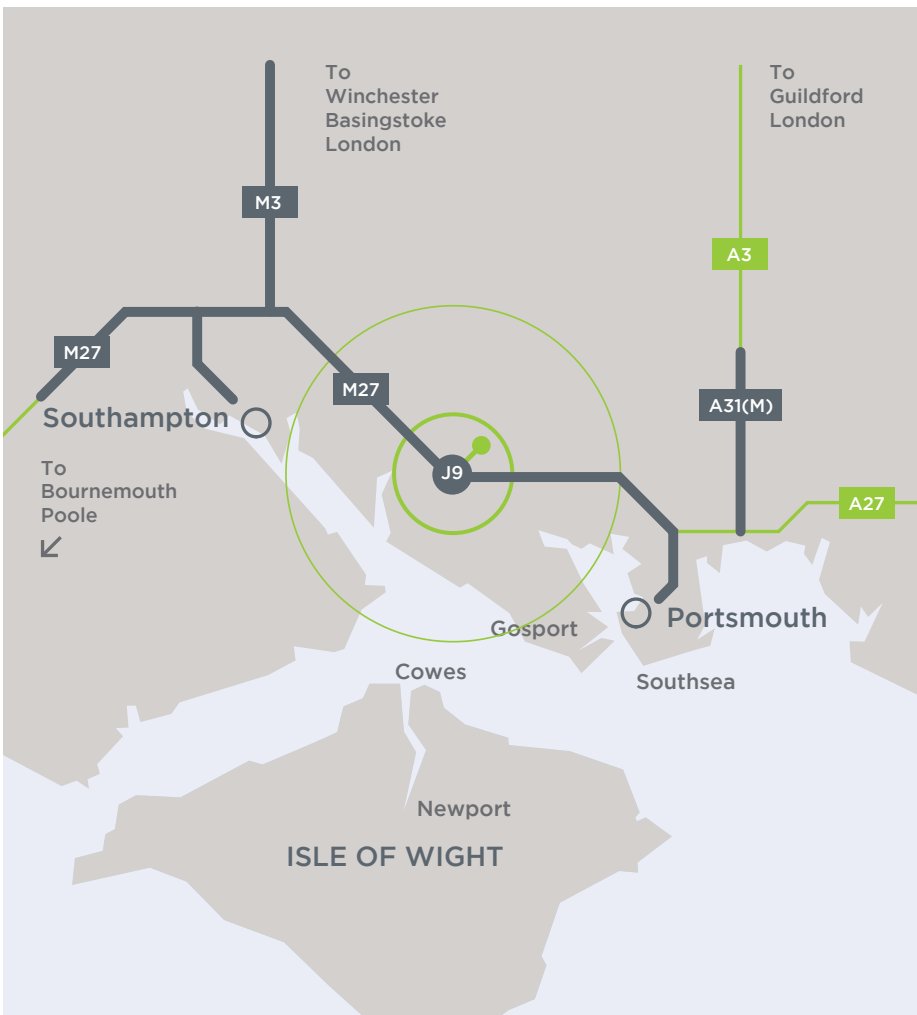 To
Winchester
Basingstoke
London
To
Guildford
London
M3
A3
M27
M27
A31(M)
Southampton
To
Bournemouth
Poole
J9
A27
Gosport
Portsmouth
Cowes
Southsea
Newport
ISLE OF WIGHT